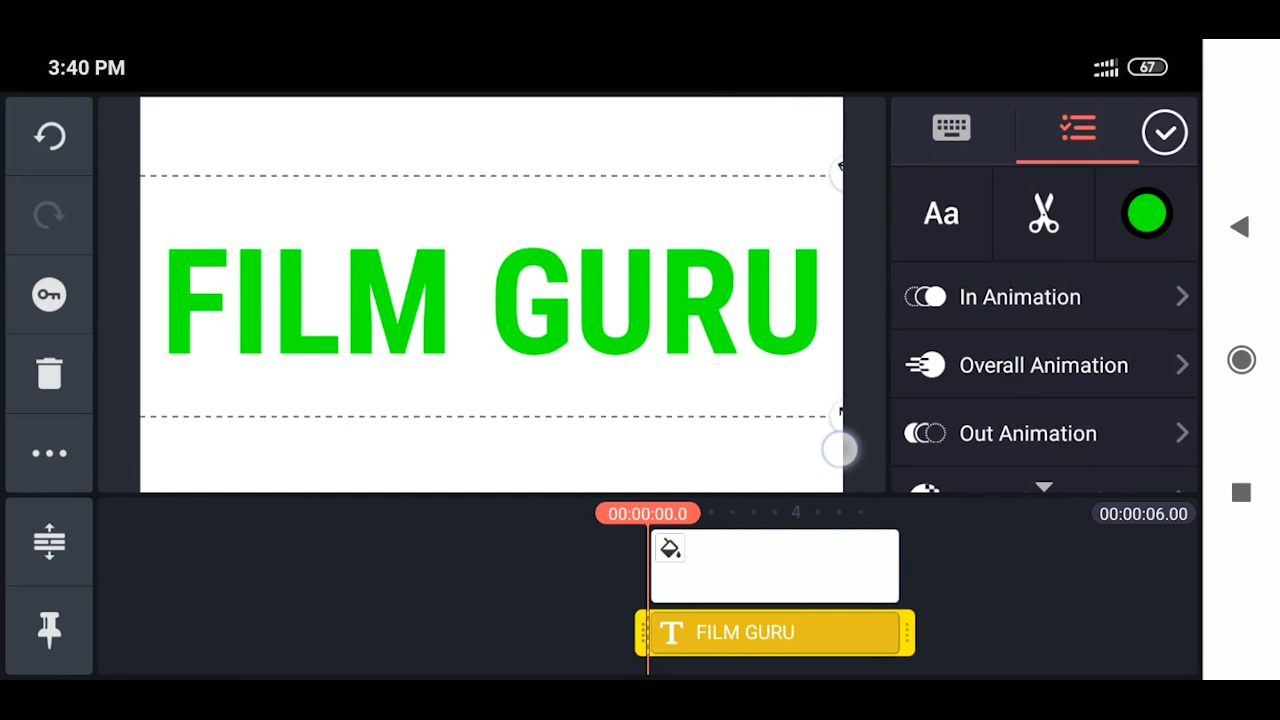 3:40 PM
67
FILM GURU
Aa
In Animation
Overall Animation
Out Animation
00:00:00.0
4
00:00:06.00
T FILM GURU